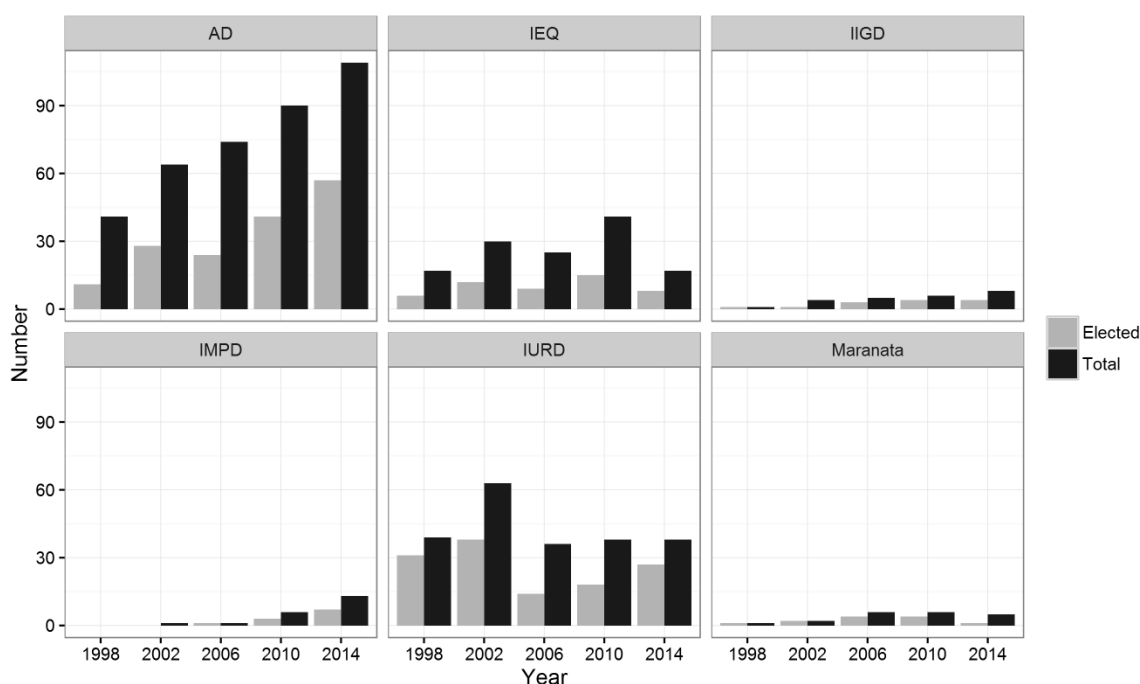 AD IEQ IIGD
90
60
30
0
IMPD IURD Maranata
90
60
30
0
1998 2002 2006 2010 2014 1998 2002 2006 2010 2014 1998 2002 2006 2010 2014
Number
Year
Elected
Total